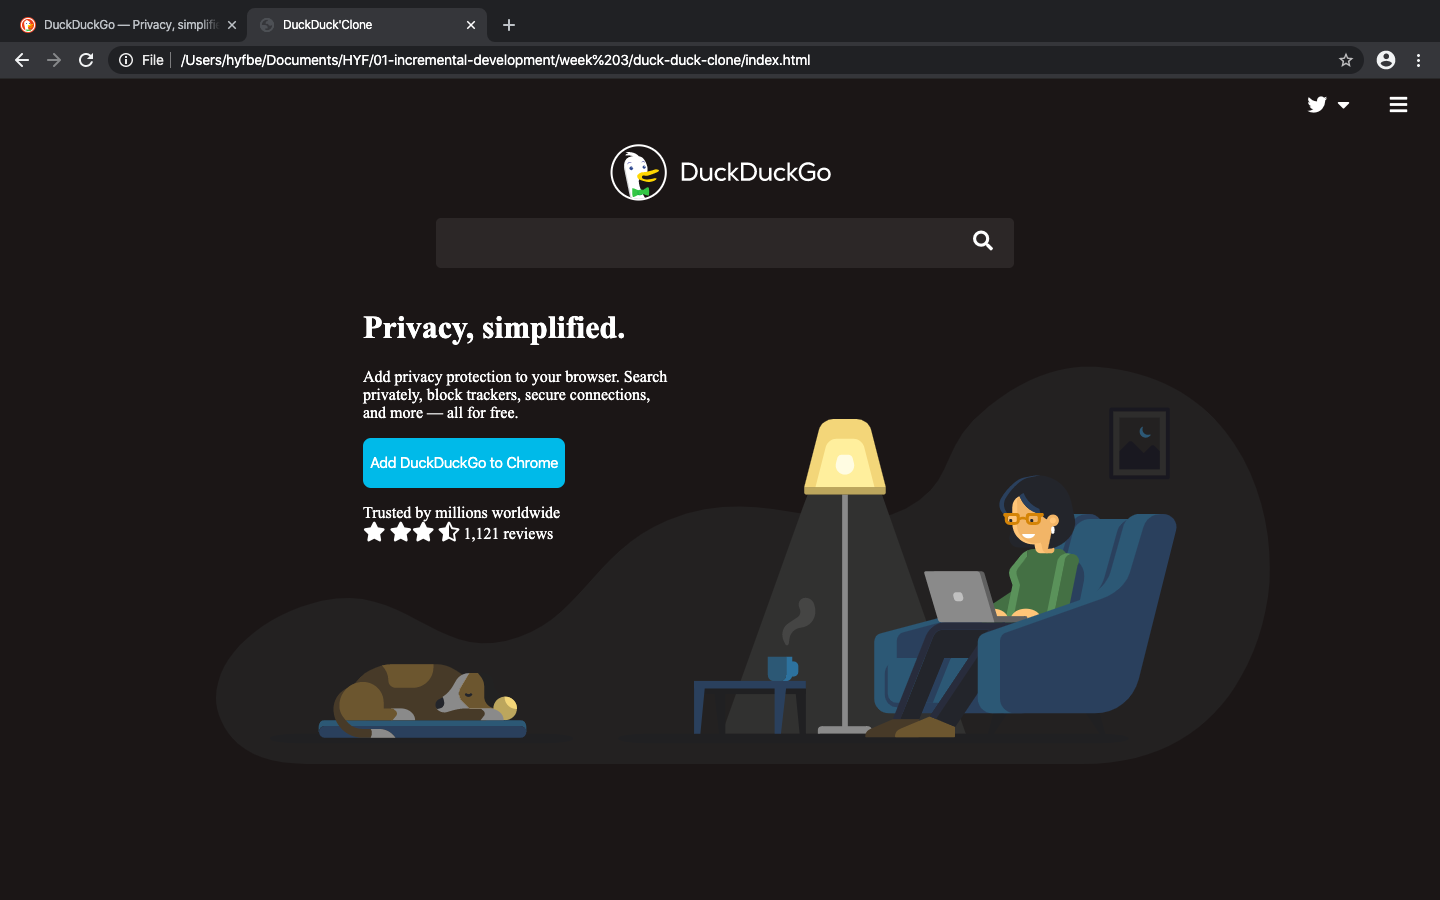 DuckDuckGo — Privacy, simplifi
DuckDuck'Clone
File
/Users/hyfbe/Documents/HYF/01-incremental-development/week%203/duck-duck-clone/index.html
DuckDuckGo
Privacy, simplified.
Add privacy protection to your browser. Search
privately, block trackers, secure connections,
and more — all for free.
Add DuckDuckGo to Chrome
Trusted by millions worldwide
1,121 reviews